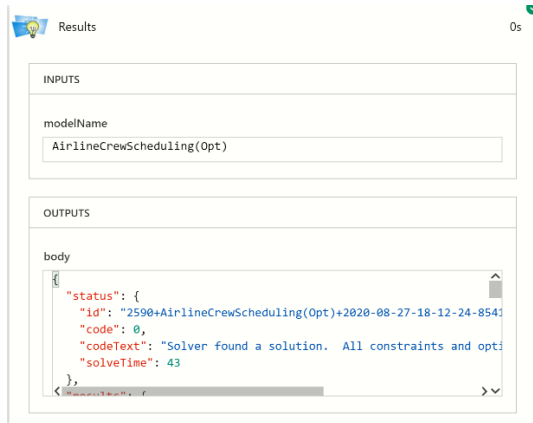 Results
0s
INPUTS
modelName
AirlineCrewScheduling(Opt)
OUTPUTS
body
{
"status": {
"id": "2590+AirlineCrewScheduling(Opt)+2020-08-27-18-12-24-8541
"code": 0,
"codeText": "Solver found a solution.  All constraints and opti
"solveTime": 43
},
"results": {